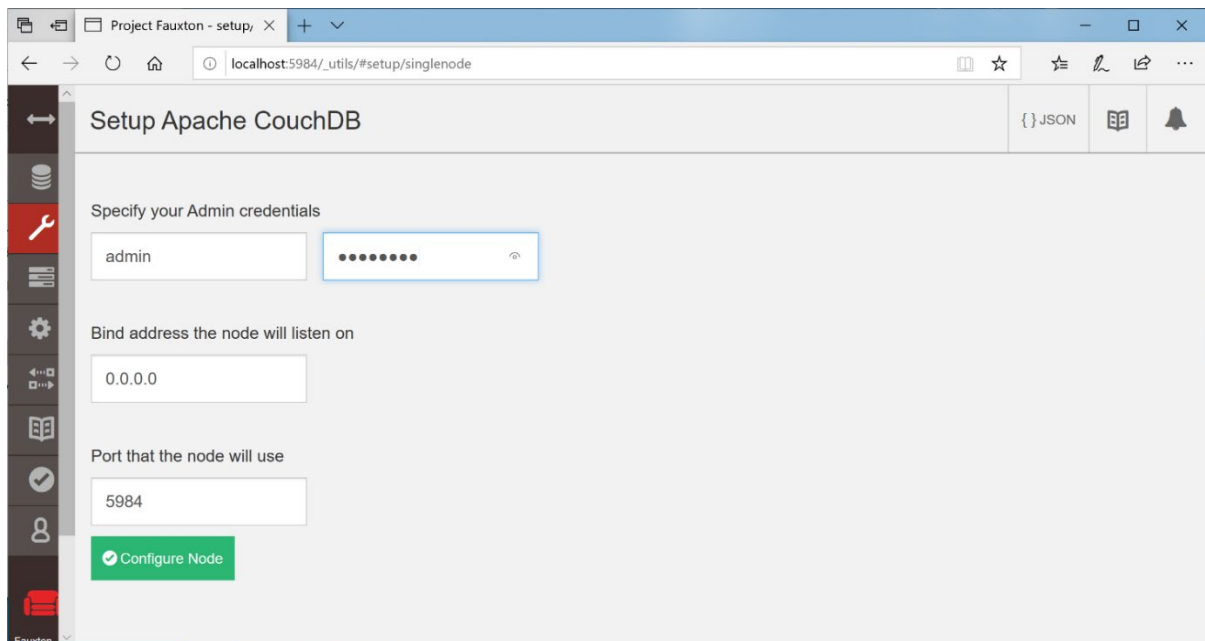 Project Fauxton - setup/
localhost:5984/_utils/#setup/singlenode
Setup Apache CouchDB
{ } JSON
Specify your Admin credentials
admin
••••••••
Bind address the node will listen on
0.0.0.0
Port that the node will use
5984
Configure Node
Fauxton